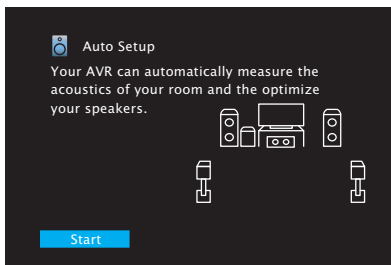 Auto Setup
Your AVR can automatically measure the
acoustics of your room and the optimize
your speakers.
Start